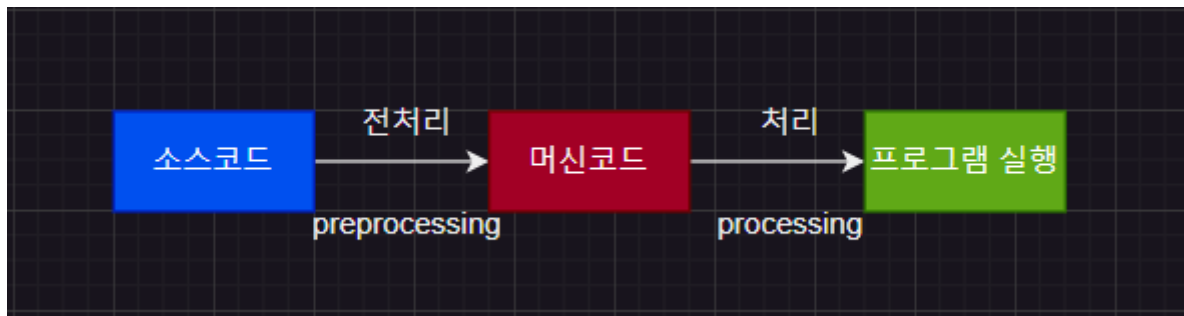 전처리
처리
소스코드
머신코드
프로그램 실행
preprocessing
processing